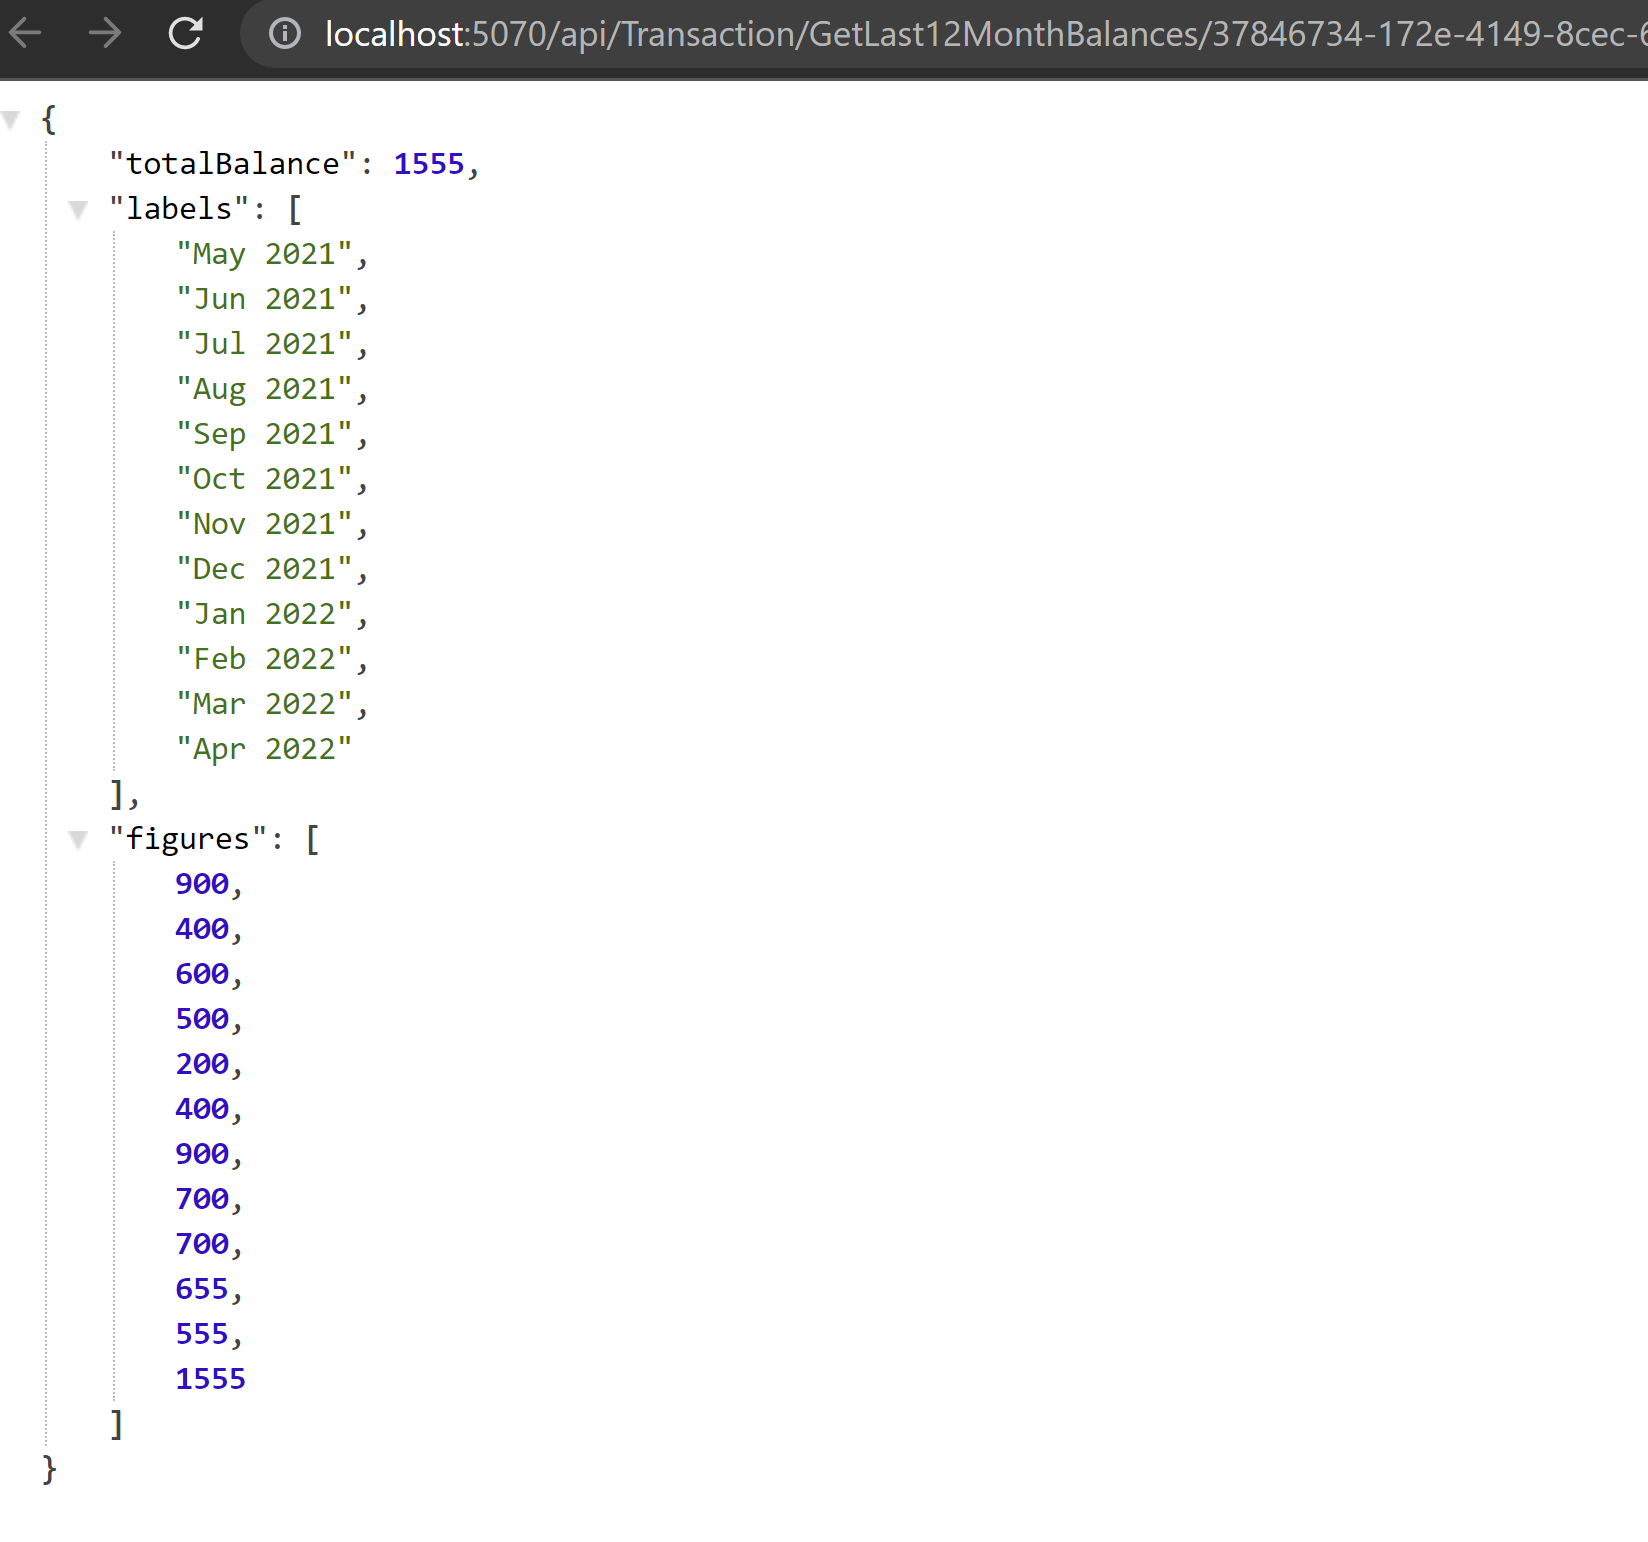 localhost:5070/api/Transaction/GetLast12MonthBalances/37846734-172e-4149-8cec-6
{
"totalBalance": 1555,
"labels": [
"May 2021",
"Jun 2021",
"Jul 2021",
"Aug 2021",
"Sep 2021",
"Oct 2021",
"Nov 2021",
"Dec 2021",
"Jan 2022",
"Feb 2022",
"Mar 2022",
"Apr 2022"
],
"figures": [
900,
400,
600,
500,
200,
400,
900,
700,
700,
655,
555,
1555
]
}